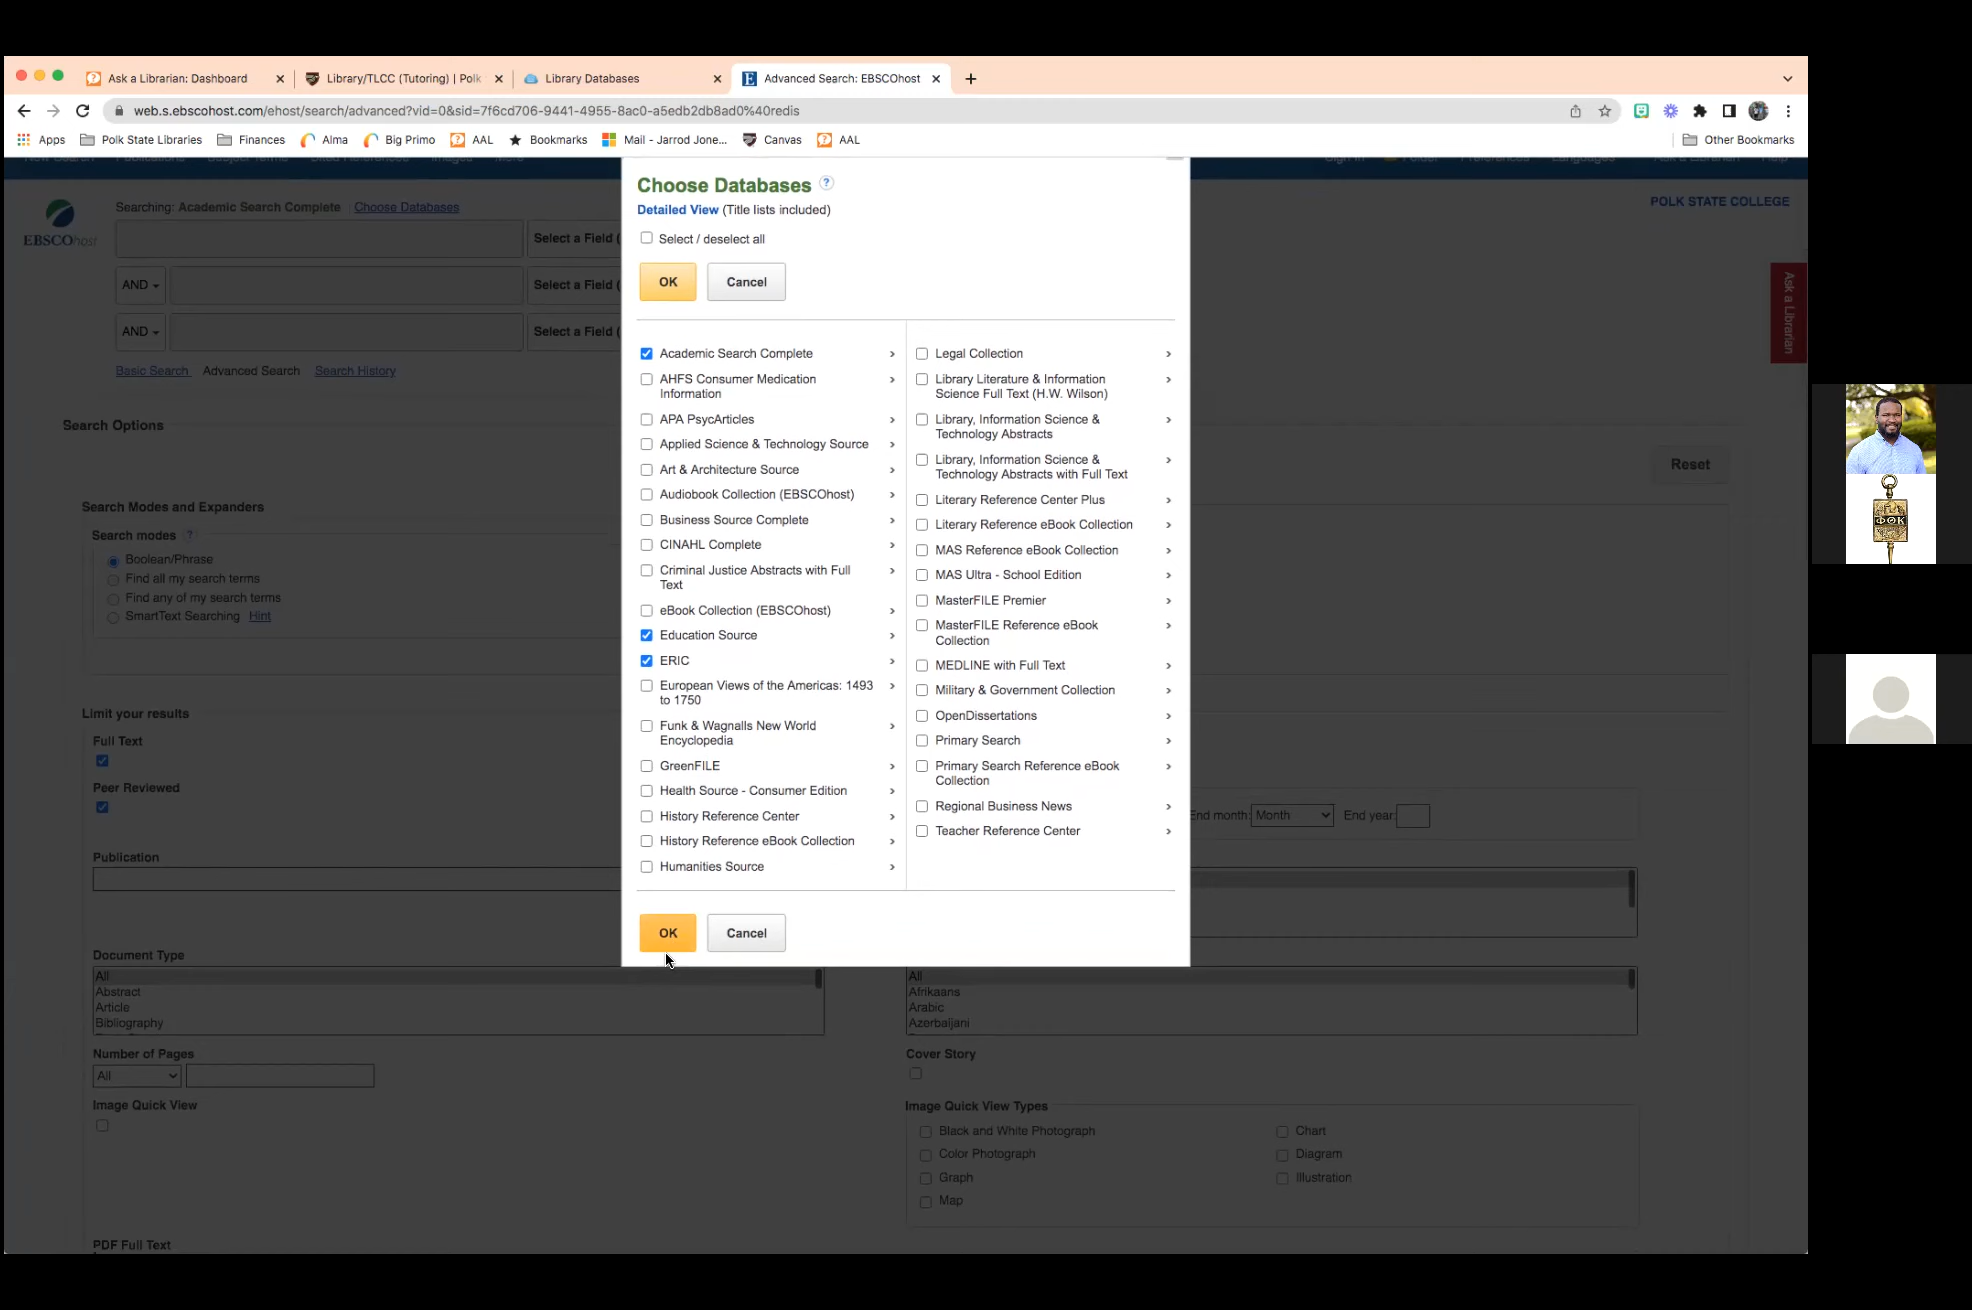 Ask a Librarian: Dashboard
Library/TLCC (Tutoring) | Polk
Library Databases
Advanced Search: EBSCOhost
web.s.ebscohost.com/ehost/search/advanced?vid=0&sid=7f6cd706-9441-4955-8ac0-a5edb2db8ad0%40redis
Apps
Polk State Libraries
Finances
Alma
Big Primo
AAL
Bookmarks
Mail - Jarrod Jone...
Canvas
AAL
Other Bookmarks
Searching: Academic Search Complete Choose Databases
POLK STATE COLLEGE
EBSCOhost
Select a Field (
AND
Select a Field (
AND
Select a Field (
Ask a Librarian
Basic Search Advanced Search Search History
Search Options
Reset
Search Modes and Expanders
Search modes ?
Boolean/Phrase
Find all my search terms
Find any of my search terms
SmartText Searching Hint
Limit your results
Full Text
Peer Reviewed
End month: Month End year:
Publication
Document Type
All
Abstract
Article
Bibliography
All
Afrikaans
Arabic
Azerbaijani
Number of Pages
All
Cover Story
Image Quick View
Image Quick View Types
Black and White Photograph
Color Photograph
Graph
Map
Chart
Diagram
Illustration
PDF Full Text
Choose Databases ?
Detailed View (Title lists included)
Select / deselect all
OK Cancel
Academic Search Complete
AHFS Consumer Medication
Information
APA PsycArticles
Applied Science & Technology Source
Art & Architecture Source
Audiobook Collection (EBSCOhost)
Business Source Complete
CINAHL Complete
Criminal Justice Abstracts with Full
Text
eBook Collection (EBSCOhost)
Education Source
ERIC
European Views of the Americas: 1493
to 1750
Funk & Wagnalls New World
Encyclopedia
GreenFILE
Health Source - Consumer Edition
History Reference Center
History Reference eBook Collection
Humanities Source
Legal Collection
Library Literature & Information
Science Full Text (H.W. Wilson)
Library, Information Science &
Technology Abstracts
Library, Information Science &
Technology Abstracts with Full Text
Literary Reference Center Plus
Literary Reference eBook Collection
MAS Reference eBook Collection
MAS Ultra - School Edition
MasterFILE Premier
MasterFILE Reference eBook
Collection
MEDLINE with Full Text
Military & Government Collection
OpenDissertations
Primary Search
Primary Search Reference eBook
Collection
Regional Business News
Teacher Reference Center
OK Cancel
ΦΘΚ